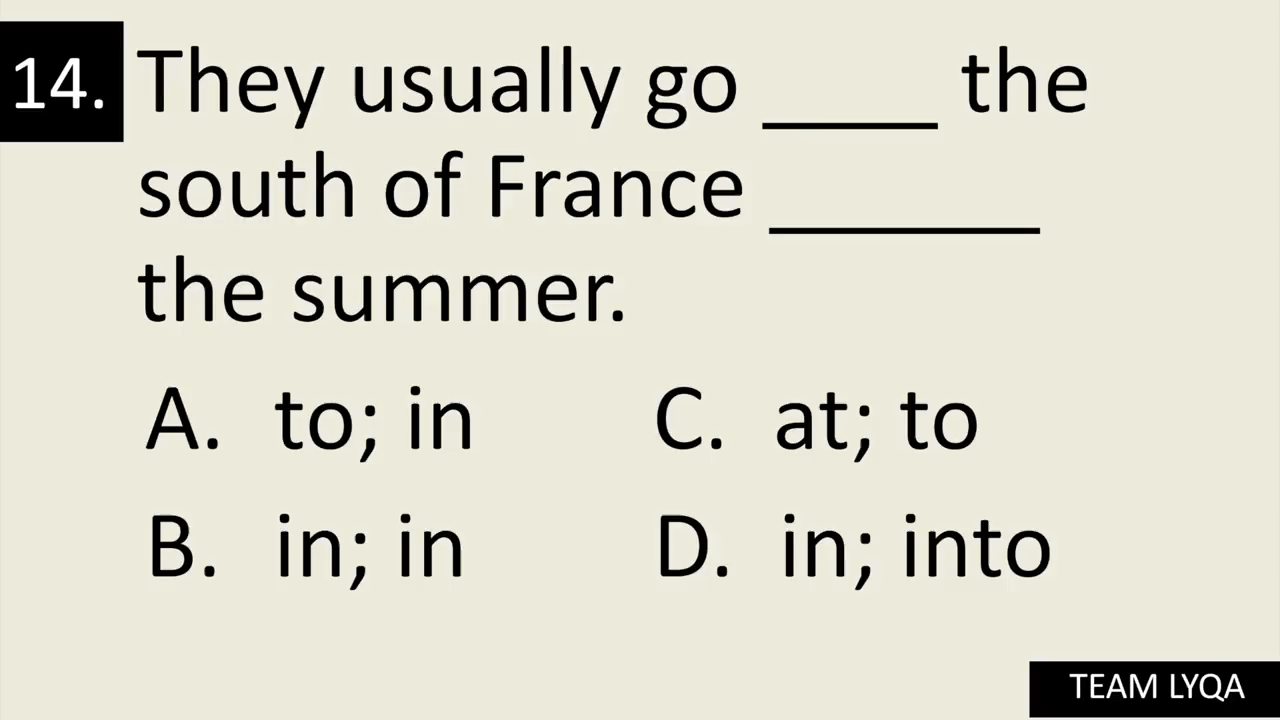 14. They usually go ____ the
south of France ______
the summer.
A. to; in
C. at; to
B. in; in
D. in; into
TEAM LYQA